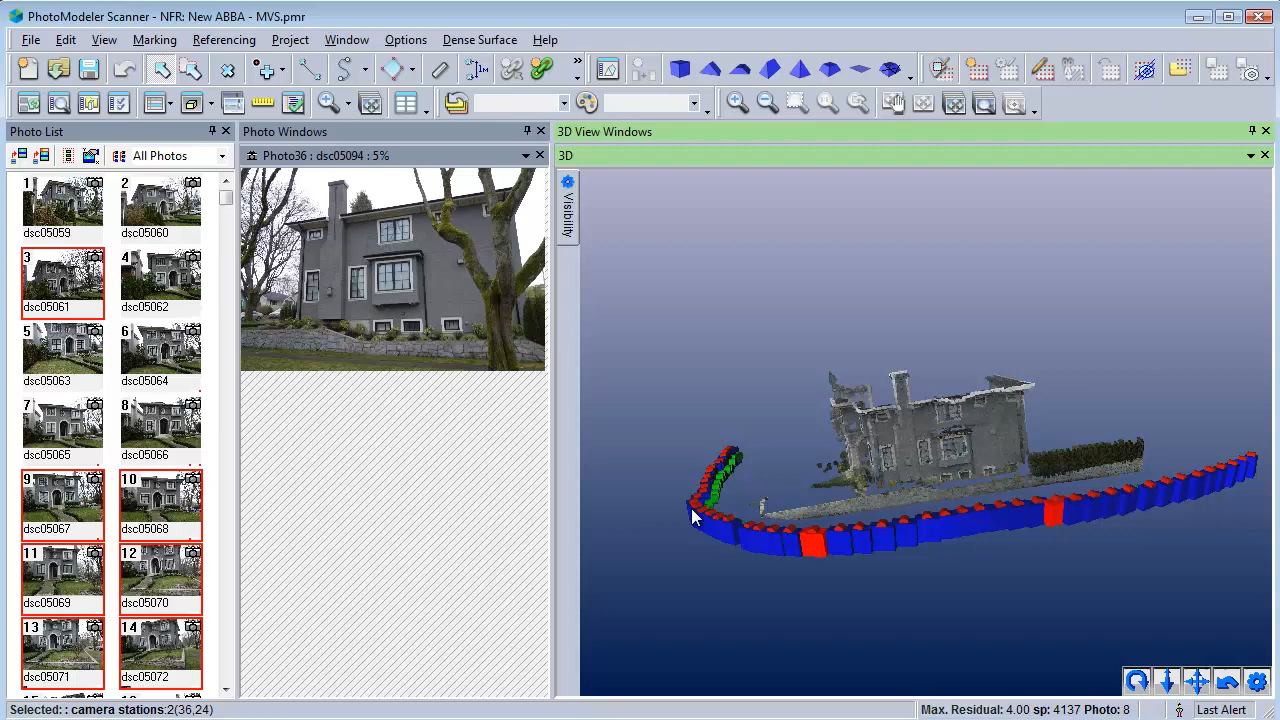 PhotoModeler Scanner - NFR: New ABBA - MVS.pmr
File Edit View Marking Referencing Project Window Options Dense Surface Help
Photo List
Photo Windows
3D View Windows
All Photos
Photo36 : dsc05094 : 5%
3D
Visibility
1
dsc05059
2
dsc05060
3
dsc05061
4
dsc05062
5
dsc05063
6
dsc05064
7
dsc05065
8
dsc05066
9
dsc05067
10
dsc05068
11
dsc05069
12
dsc05070
13
dsc05071
14
dsc05072
Selected: : camera stations:2(36,24)
Max. Residual: 4.00 sp: 4137 Photo: 8
Last Alert